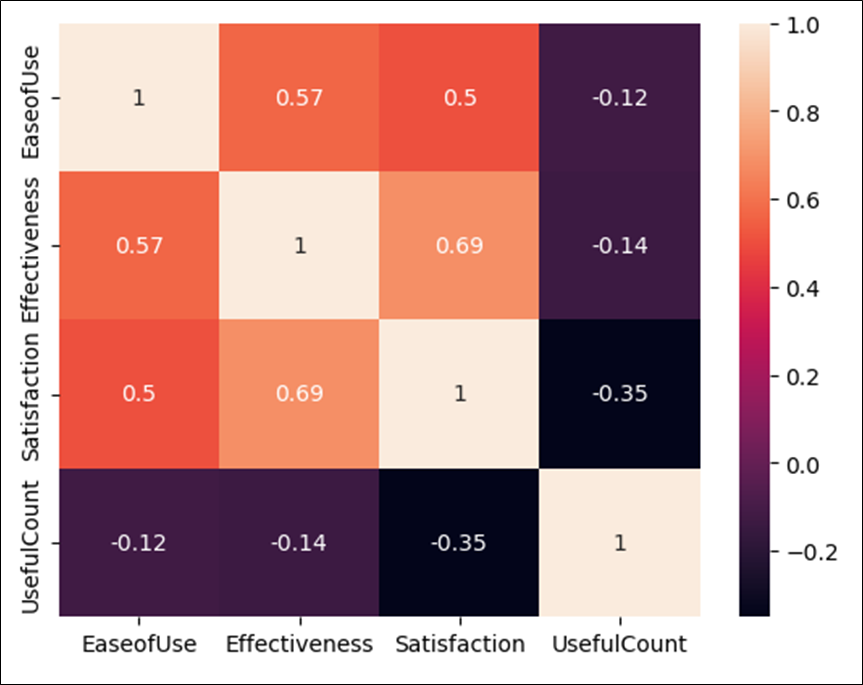 EaseofUse
1 0.57 0.5 -0.12
Effectiveness
0.57 1 0.69 -0.14
Satisfaction
0.5 0.69 1 -0.35
UsefulCount
-0.12 -0.14 -0.35 1
EaseofUse Effectiveness Satisfaction UsefulCount
1.0
0.8
0.6
0.4
0.2
0.0
−0.2